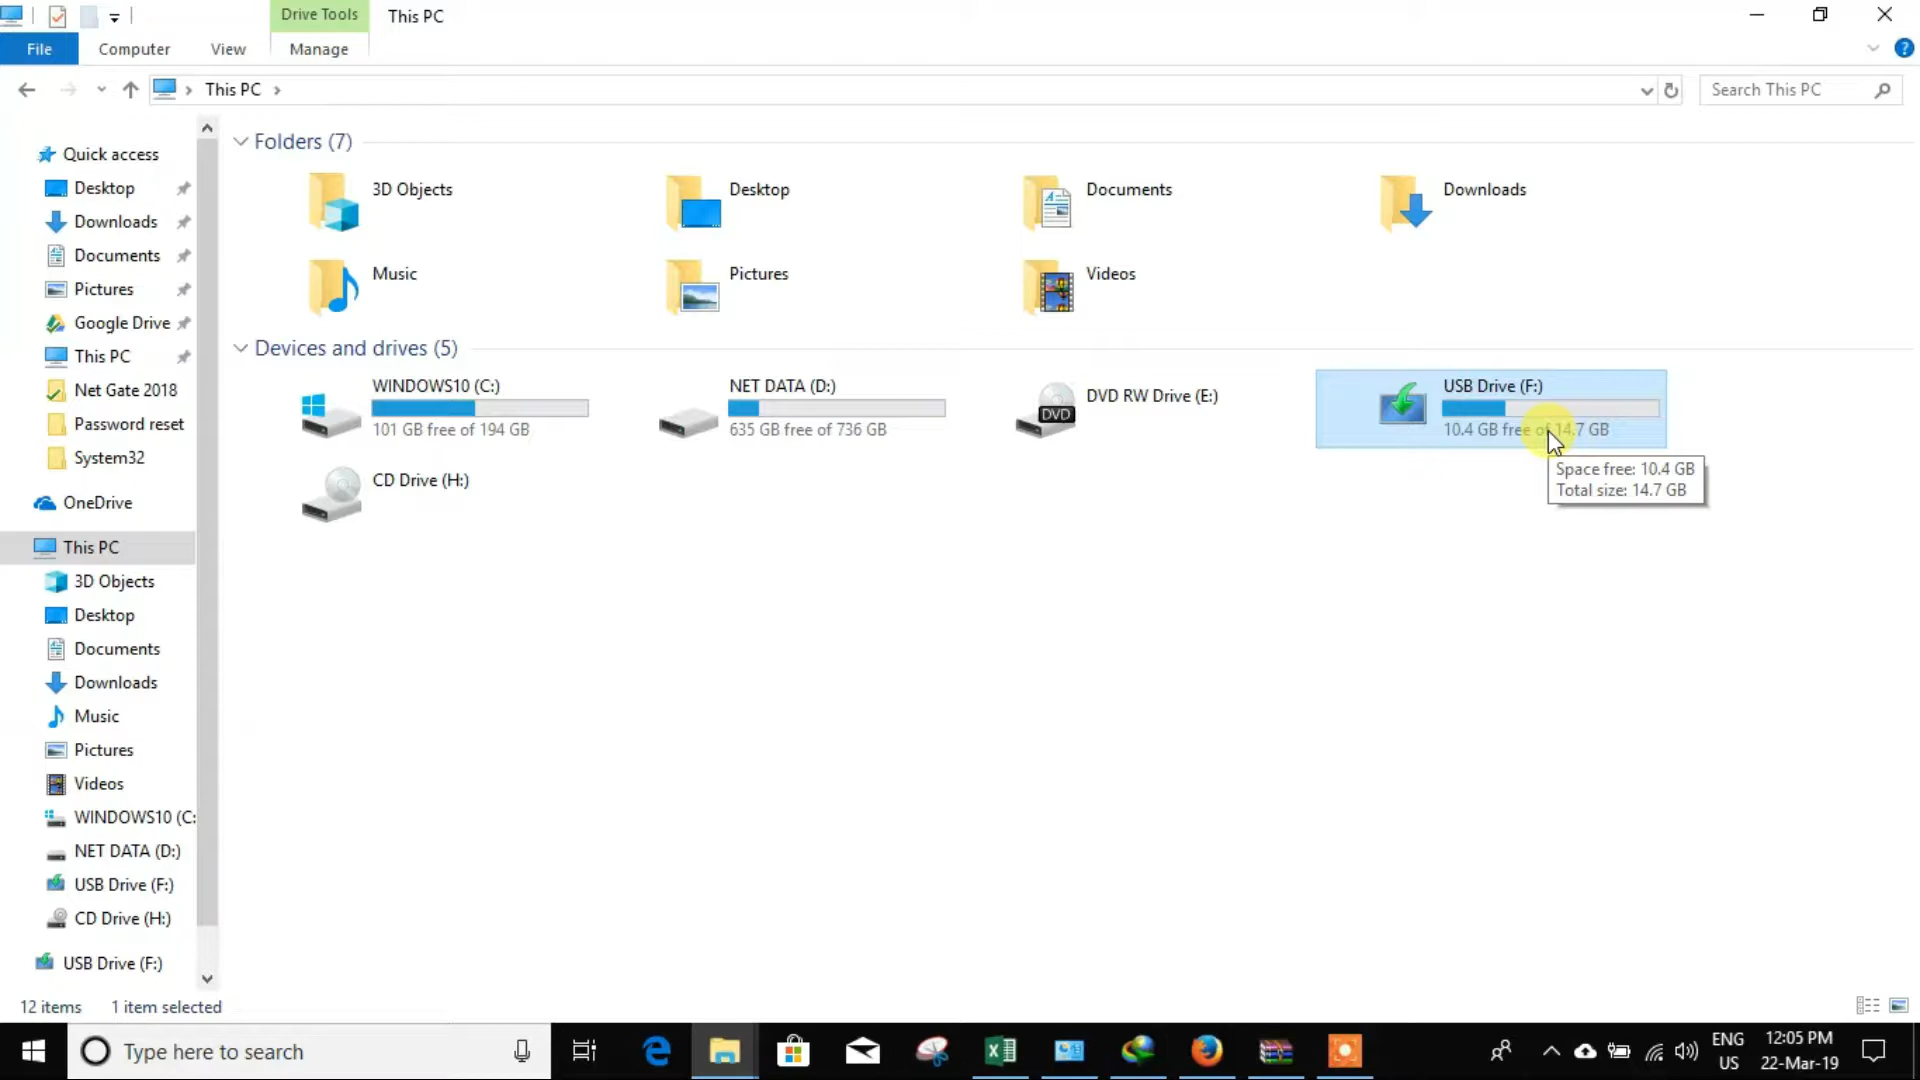 Drive Tools
This PC
File
Computer
View
Manage
This PC
Search This PC
Quick access
Desktop
Downloads
Documents
Pictures
Google Drive
This PC
Net Gate 2018
Password reset
System32
OneDrive
This PC
3D Objects
Desktop
Documents
Downloads
Music
Pictures
Videos
WINDOWS10 (C:
NET DATA (D:)
USB Drive (F:)
CD Drive (H:)
USB Drive (F:)
Folders (7)
3D Objects
Desktop
Documents
Downloads
Music
Pictures
Videos
Devices and drives (5)
WINDOWS10 (C:)
101 GB free of 194 GB
NET DATA (D:)
635 GB free of 736 GB
DVD RW Drive (E:)
DVD
USB Drive (F:)
10.4 GB free of 14.7 GB
Space free: 10.4 GB
Total size: 14.7 GB
CD Drive (H:)
12 items
1 item selected
Type here to search
ENG
US
12:05 PM
22-Mar-19